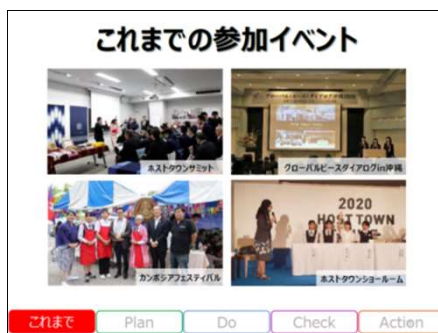 これまでの参加イベント
ホストタウンサミット
グローバルピースダイアログin沖縄
2020
HOST TOWN
カンボジアフェスティバル
ホストタウンショールーム
これまで
Plan
Do
Check
Action